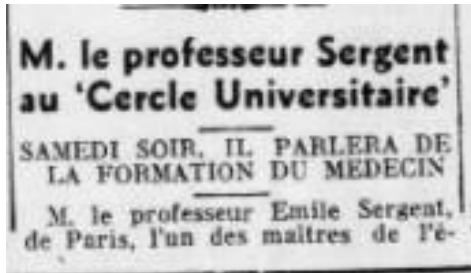 M. le professeur Sergent
au 'Cercle Universitaire'
SAMEDI SOIR, IL PARLERA DE
LA FORMATION DU MEDECIN
M. le professeur Emile Sergent,
de Paris, l'un des maîtres de l'é-